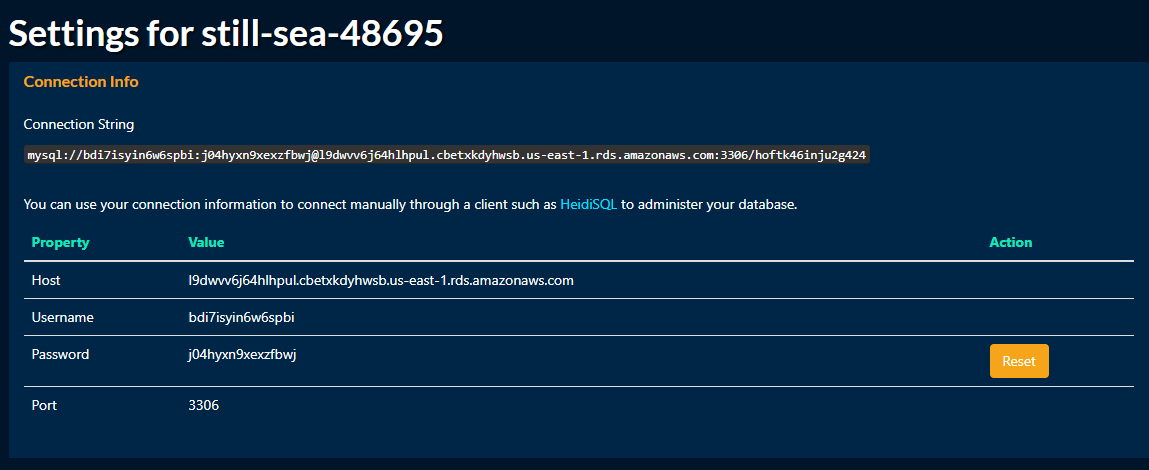 Settings for still-sea-48695
Connection Info
Connection String
mysql://bdi7isyin6w6spbi:j04hyxn9xexzfbwj@l9dwvv6j64hlhpul.cbetxkdyhwsb.us-east-1.rds.amazonaws.com:3306/hoftk46inju2g424
You can use your connection information to connect manually through a client such as HeidiSQL to administer your database.
Property Value Action
Host l9dwvv6j64hlhpul.cbetxkdyhwsb.us-east-1.rds.amazonaws.com
Username bdi7isyin6w6spbi
Password j04hyxn9xexzfbwj Reset
Port 3306